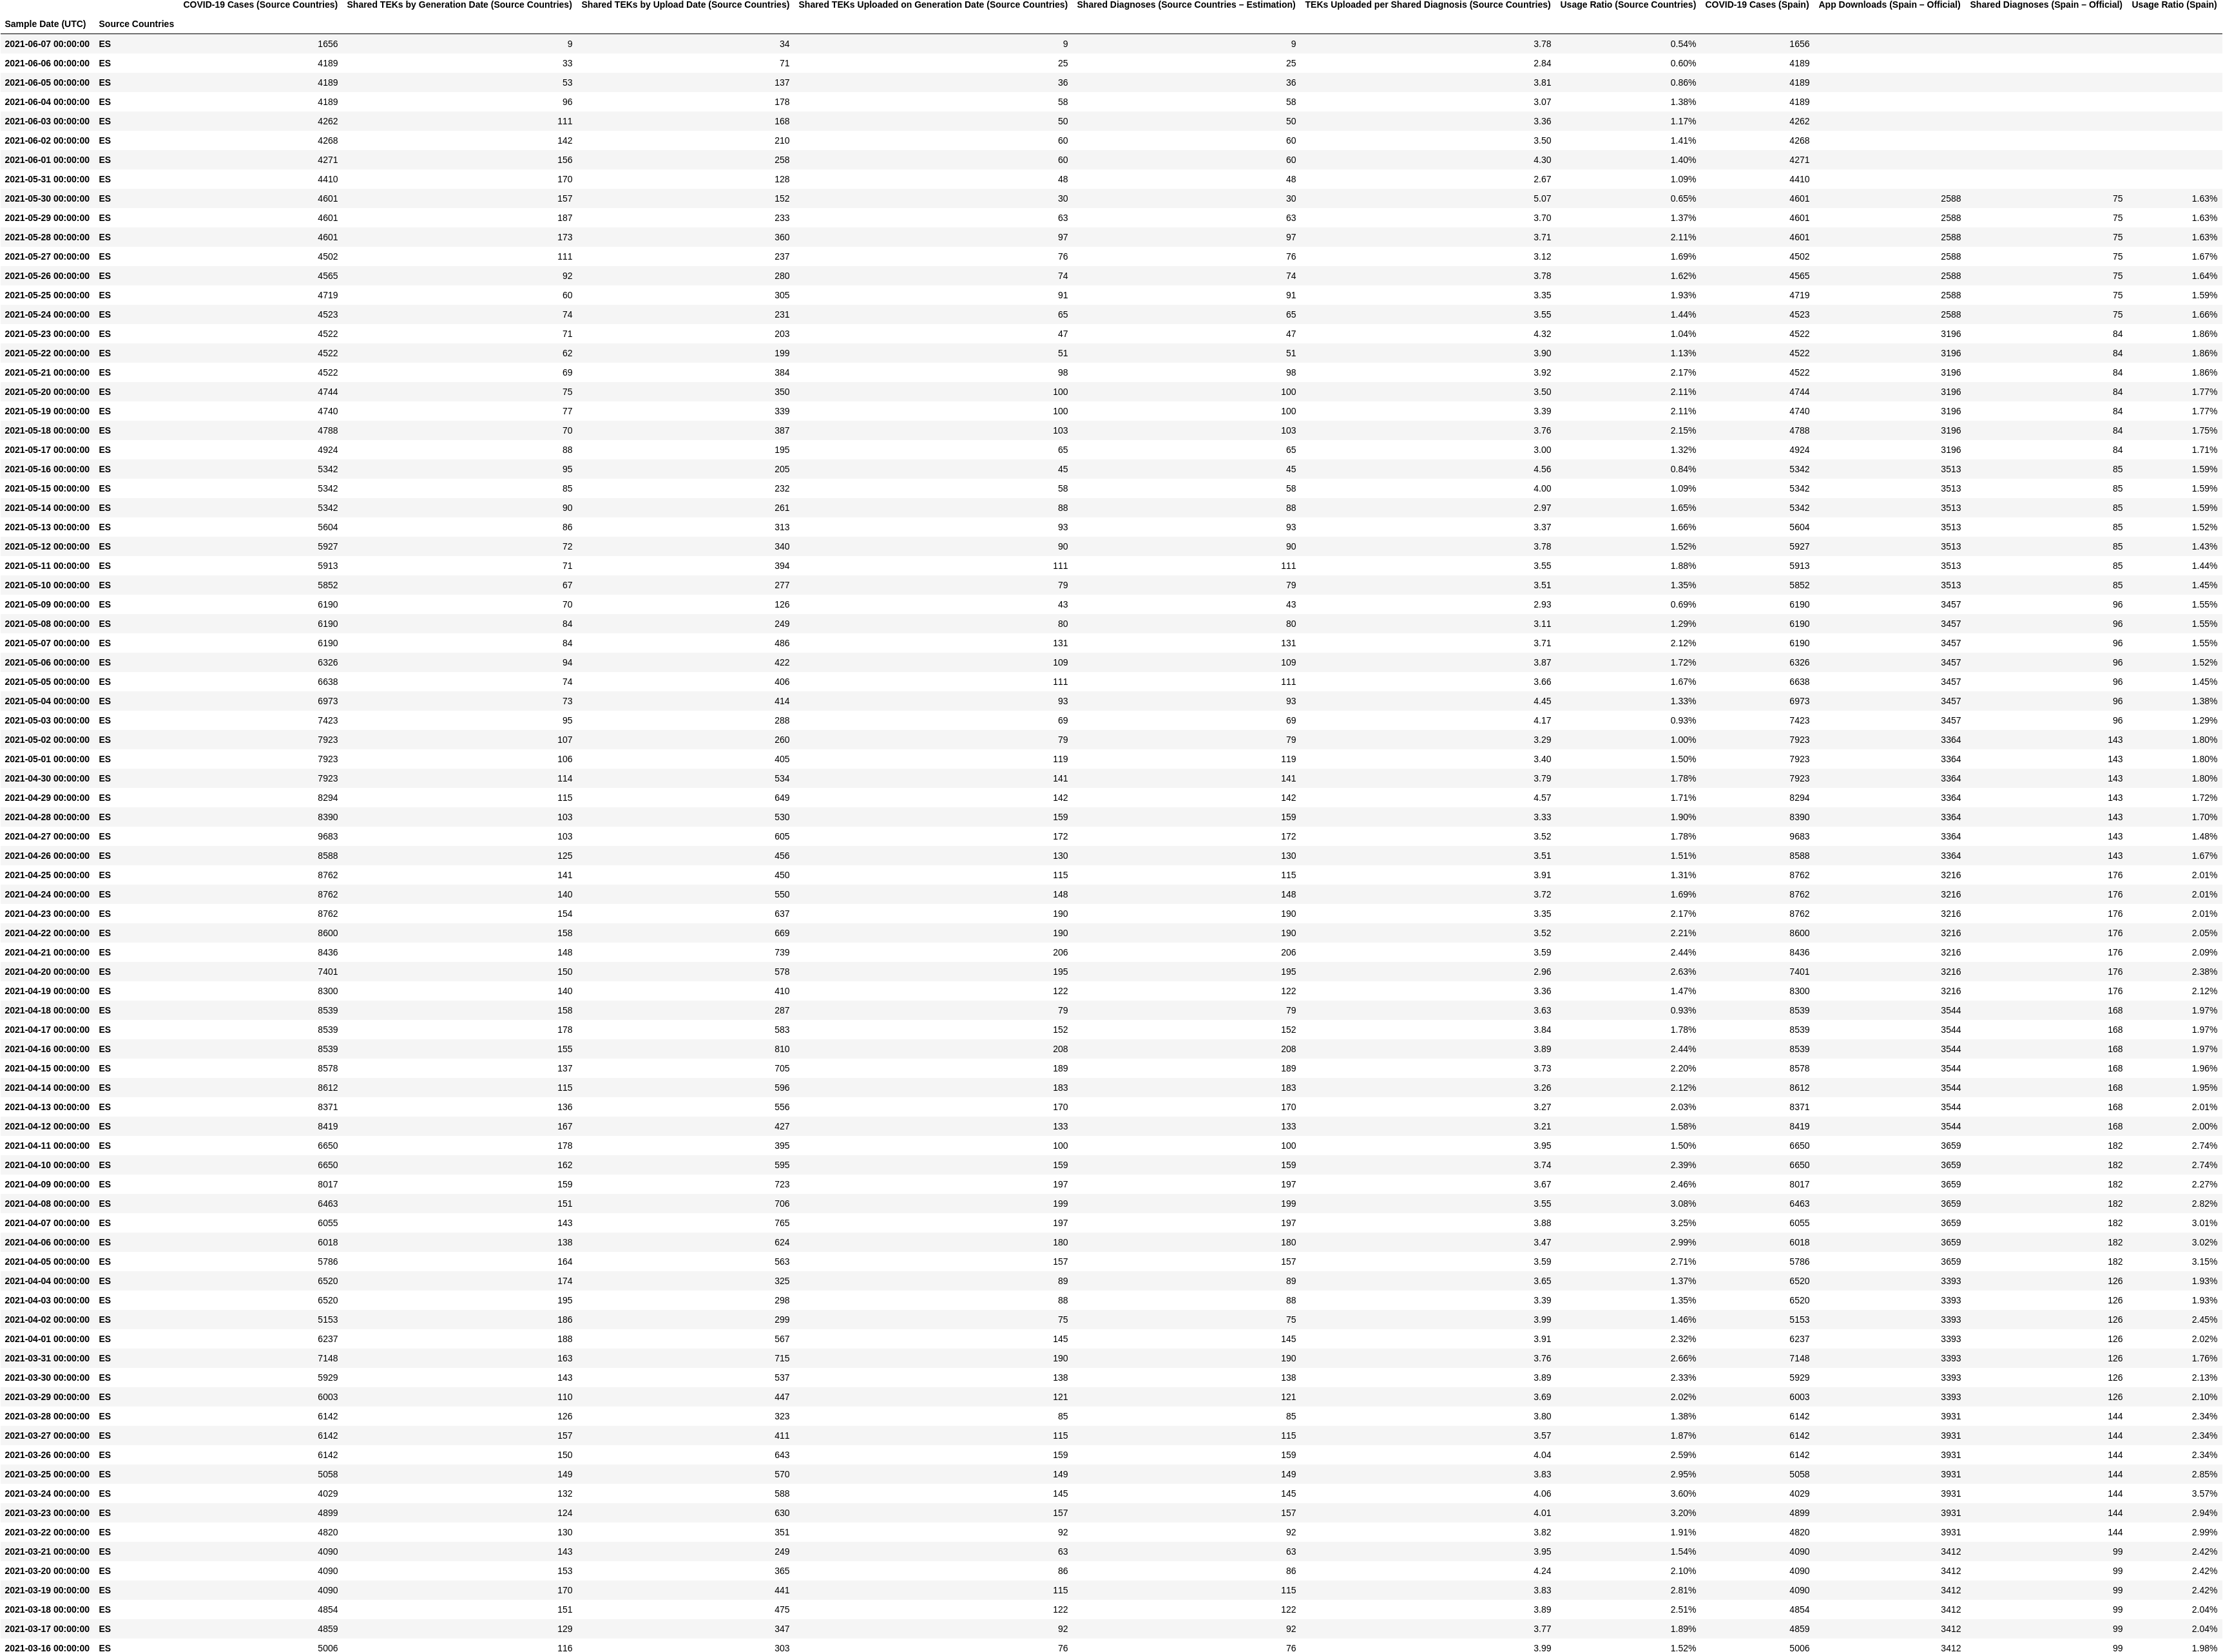 COVID-19 Cases (Source Countries) Shared TEKs by Generation Date (Source Countries) Shared TEKs by Upload Date (Source Countries) Shared TEKs Uploaded on Generation Date (Source Countries) Shared Diagnoses (Source Countries – Estimation) TEKs Uploaded per Shared Diagnosis (Source Countries) Usage Ratio (Source Countries) COVID-19 Cases (Spain) App Downloads (Spain – Official) Shared Diagnoses (Spain – Official) Usage Ratio (Spain)
Sample Date (UTC) Source Countries
2021-06-07 00:00:00 ES 1656 9 34 9 9 3.78 0.54% 1656
2021-06-06 00:00:00 ES 4189 33 71 25 25 2.84 0.60% 4189
2021-06-05 00:00:00 ES 4189 53 137 36 36 3.81 0.86% 4189
2021-06-04 00:00:00 ES 4189 96 178 58 58 3.07 1.38% 4189
2021-06-03 00:00:00 ES 4262 111 168 50 50 3.36 1.17% 4262
2021-06-02 00:00:00 ES 4268 142 210 60 60 3.50 1.41% 4268
2021-06-01 00:00:00 ES 4271 156 258 60 60 4.30 1.40% 4271
2021-05-31 00:00:00 ES 4410 170 128 48 48 2.67 1.09% 4410
2021-05-30 00:00:00 ES 4601 157 152 30 30 5.07 0.65% 4601 2588 75 1.63%
2021-05-29 00:00:00 ES 4601 187 233 63 63 3.70 1.37% 4601 2588 75 1.63%
2021-05-28 00:00:00 ES 4601 173 360 97 97 3.71 2.11% 4601 2588 75 1.63%
2021-05-27 00:00:00 ES 4502 111 237 76 76 3.12 1.69% 4502 2588 75 1.67%
2021-05-26 00:00:00 ES 4565 92 280 74 74 3.78 1.62% 4565 2588 75 1.64%
2021-05-25 00:00:00 ES 4719 60 305 91 91 3.35 1.93% 4719 2588 75 1.59%
2021-05-24 00:00:00 ES 4523 74 231 65 65 3.55 1.44% 4523 2588 75 1.66%
2021-05-23 00:00:00 ES 4522 71 203 47 47 4.32 1.04% 4522 3196 84 1.86%
2021-05-22 00:00:00 ES 4522 62 199 51 51 3.90 1.13% 4522 3196 84 1.86%
2021-05-21 00:00:00 ES 4522 69 384 98 98 3.92 2.17% 4522 3196 84 1.86%
2021-05-20 00:00:00 ES 4744 75 350 100 100 3.50 2.11% 4744 3196 84 1.77%
2021-05-19 00:00:00 ES 4740 77 339 100 100 3.39 2.11% 4740 3196 84 1.77%
2021-05-18 00:00:00 ES 4788 70 387 103 103 3.76 2.15% 4788 3196 84 1.75%
2021-05-17 00:00:00 ES 4924 88 195 65 65 3.00 1.32% 4924 3196 84 1.71%
2021-05-16 00:00:00 ES 5342 95 205 45 45 4.56 0.84% 5342 3513 85 1.59%
2021-05-15 00:00:00 ES 5342 85 232 58 58 4.00 1.09% 5342 3513 85 1.59%
2021-05-14 00:00:00 ES 5342 90 261 88 88 2.97 1.65% 5342 3513 85 1.59%
2021-05-13 00:00:00 ES 5604 86 313 93 93 3.37 1.66% 5604 3513 85 1.52%
2021-05-12 00:00:00 ES 5927 72 340 90 90 3.78 1.52% 5927 3513 85 1.43%
2021-05-11 00:00:00 ES 5913 71 394 111 111 3.55 1.88% 5913 3513 85 1.44%
2021-05-10 00:00:00 ES 5852 67 277 79 79 3.51 1.35% 5852 3513 85 1.45%
2021-05-09 00:00:00 ES 6190 70 126 43 43 2.93 0.69% 6190 3457 96 1.55%
2021-05-08 00:00:00 ES 6190 84 249 80 80 3.11 1.29% 6190 3457 96 1.55%
2021-05-07 00:00:00 ES 6190 84 486 131 131 3.71 2.12% 6190 3457 96 1.55%
2021-05-06 00:00:00 ES 6326 94 422 109 109 3.87 1.72% 6326 3457 96 1.52%
2021-05-05 00:00:00 ES 6638 74 406 111 111 3.66 1.67% 6638 3457 96 1.45%
2021-05-04 00:00:00 ES 6973 73 414 93 93 4.45 1.33% 6973 3457 96 1.38%
2021-05-03 00:00:00 ES 7423 95 288 69 69 4.17 0.93% 7423 3457 96 1.29%
2021-05-02 00:00:00 ES 7923 107 260 79 79 3.29 1.00% 7923 3364 143 1.80%
2021-05-01 00:00:00 ES 7923 106 405 119 119 3.40 1.50% 7923 3364 143 1.80%
2021-04-30 00:00:00 ES 7923 114 534 141 141 3.79 1.78% 7923 3364 143 1.80%
2021-04-29 00:00:00 ES 8294 115 649 142 142 4.57 1.71% 8294 3364 143 1.72%
2021-04-28 00:00:00 ES 8390 103 530 159 159 3.33 1.90% 8390 3364 143 1.70%
2021-04-27 00:00:00 ES 9683 103 605 172 172 3.52 1.78% 9683 3364 143 1.48%
2021-04-26 00:00:00 ES 8588 125 456 130 130 3.51 1.51% 8588 3364 143 1.67%
2021-04-25 00:00:00 ES 8762 141 450 115 115 3.91 1.31% 8762 3216 176 2.01%
2021-04-24 00:00:00 ES 8762 140 550 148 148 3.72 1.69% 8762 3216 176 2.01%
2021-04-23 00:00:00 ES 8762 154 637 190 190 3.35 2.17% 8762 3216 176 2.01%
2021-04-22 00:00:00 ES 8600 158 669 190 190 3.52 2.21% 8600 3216 176 2.05%
2021-04-21 00:00:00 ES 8436 148 739 206 206 3.59 2.44% 8436 3216 176 2.09%
2021-04-20 00:00:00 ES 7401 150 578 195 195 2.96 2.63% 7401 3216 176 2.38%
2021-04-19 00:00:00 ES 8300 140 410 122 122 3.36 1.47% 8300 3216 176 2.12%
2021-04-18 00:00:00 ES 8539 158 287 79 79 3.63 0.93% 8539 3544 168 1.97%
2021-04-17 00:00:00 ES 8539 178 583 152 152 3.84 1.78% 8539 3544 168 1.97%
2021-04-16 00:00:00 ES 8539 155 810 208 208 3.89 2.44% 8539 3544 168 1.97%
2021-04-15 00:00:00 ES 8578 137 705 189 189 3.73 2.20% 8578 3544 168 1.96%
2021-04-14 00:00:00 ES 8612 115 596 183 183 3.26 2.12% 8612 3544 168 1.95%
2021-04-13 00:00:00 ES 8371 136 556 170 170 3.27 2.03% 8371 3544 168 2.01%
2021-04-12 00:00:00 ES 8419 167 427 133 133 3.21 1.58% 8419 3544 168 2.00%
2021-04-11 00:00:00 ES 6650 178 395 100 100 3.95 1.50% 6650 3659 182 2.74%
2021-04-10 00:00:00 ES 6650 162 595 159 159 3.74 2.39% 6650 3659 182 2.74%
2021-04-09 00:00:00 ES 8017 159 723 197 197 3.67 2.46% 8017 3659 182 2.27%
2021-04-08 00:00:00 ES 6463 151 706 199 199 3.55 3.08% 6463 3659 182 2.82%
2021-04-07 00:00:00 ES 6055 143 765 197 197 3.88 3.25% 6055 3659 182 3.01%
2021-04-06 00:00:00 ES 6018 138 624 180 180 3.47 2.99% 6018 3659 182 3.02%
2021-04-05 00:00:00 ES 5786 164 563 157 157 3.59 2.71% 5786 3659 182 3.15%
2021-04-04 00:00:00 ES 6520 174 325 89 89 3.65 1.37% 6520 3393 126 1.93%
2021-04-03 00:00:00 ES 6520 195 298 88 88 3.39 1.35% 6520 3393 126 1.93%
2021-04-02 00:00:00 ES 5153 186 299 75 75 3.99 1.46% 5153 3393 126 2.45%
2021-04-01 00:00:00 ES 6237 188 567 145 145 3.91 2.32% 6237 3393 126 2.02%
2021-03-31 00:00:00 ES 7148 163 715 190 190 3.76 2.66% 7148 3393 126 1.76%
2021-03-30 00:00:00 ES 5929 143 537 138 138 3.89 2.33% 5929 3393 126 2.13%
2021-03-29 00:00:00 ES 6003 110 447 121 121 3.69 2.02% 6003 3393 126 2.10%
2021-03-28 00:00:00 ES 6142 126 323 85 85 3.80 1.38% 6142 3931 144 2.34%
2021-03-27 00:00:00 ES 6142 157 411 115 115 3.57 1.87% 6142 3931 144 2.34%
2021-03-26 00:00:00 ES 6142 150 643 159 159 4.04 2.59% 6142 3931 144 2.34%
2021-03-25 00:00:00 ES 5058 149 570 149 149 3.83 2.95% 5058 3931 144 2.85%
2021-03-24 00:00:00 ES 4029 132 588 145 145 4.06 3.60% 4029 3931 144 3.57%
2021-03-23 00:00:00 ES 4899 124 630 157 157 4.01 3.20% 4899 3931 144 2.94%
2021-03-22 00:00:00 ES 4820 130 351 92 92 3.82 1.91% 4820 3931 144 2.99%
2021-03-21 00:00:00 ES 4090 143 249 63 63 3.95 1.54% 4090 3412 99 2.42%
2021-03-20 00:00:00 ES 4090 153 365 86 86 4.24 2.10% 4090 3412 99 2.42%
2021-03-19 00:00:00 ES 4090 170 441 115 115 3.83 2.81% 4090 3412 99 2.42%
2021-03-18 00:00:00 ES 4854 151 475 122 122 3.89 2.51% 4854 3412 99 2.04%
2021-03-17 00:00:00 ES 4859 129 347 92 92 3.77 1.89% 4859 3412 99 2.04%
2021-03-16 00:00:00 ES 5006 116 303 76 76 3.99 1.52% 5006 3412 99 1.98%